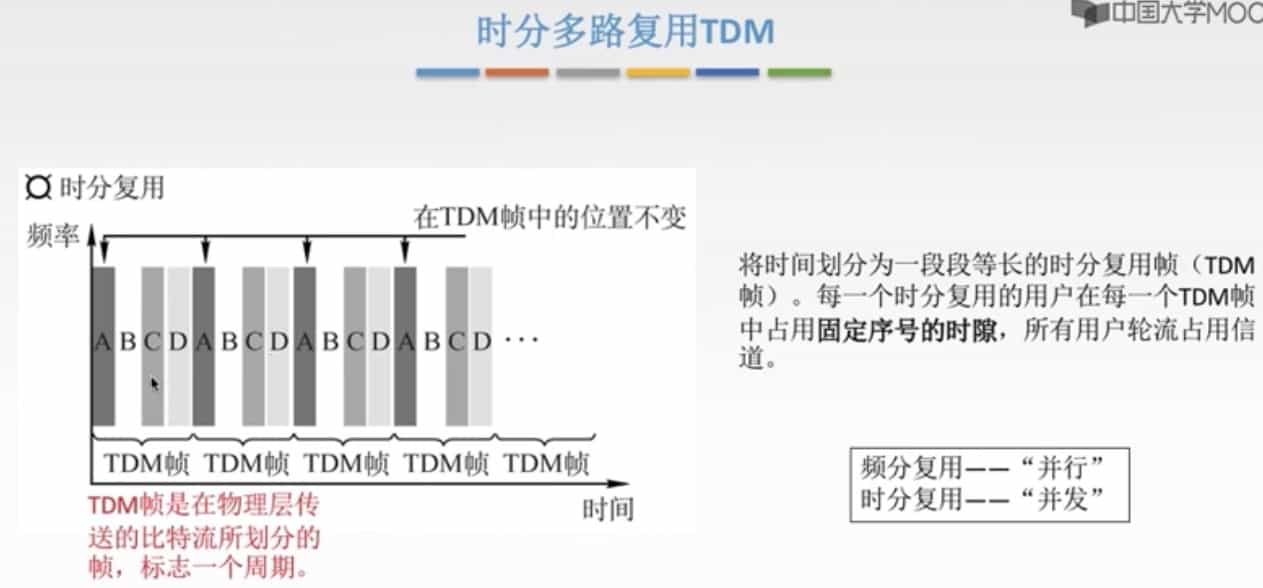 中国大学MOO
时分多路复用TDM
时分复用
频率
在TDM帧中的位置不变
A B C D A B C D A B C D A B C D ···
TDM帧 TDM帧 TDM帧 TDM帧 TDM帧
时间
TDM帧是在物理层传
送的比特流所划分的
帧，标志一个周期。
将时间划分为一段段等长的时分复用帧（TDM
帧）。每一个时分复用的用户在每一个TDM帧
中占用固定序号的时隙，所有用户轮流占用信
道。
频分复用——“并行”
时分复用——“并发”